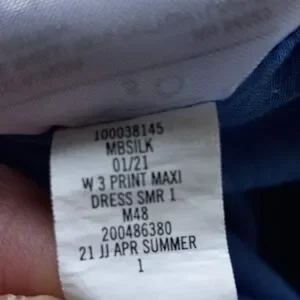 100038145
MBSILK
01/21
W 3 PRINT MAXI
DRESS SMR 1
M48
200486380
21 JJ APR SUMMER
1